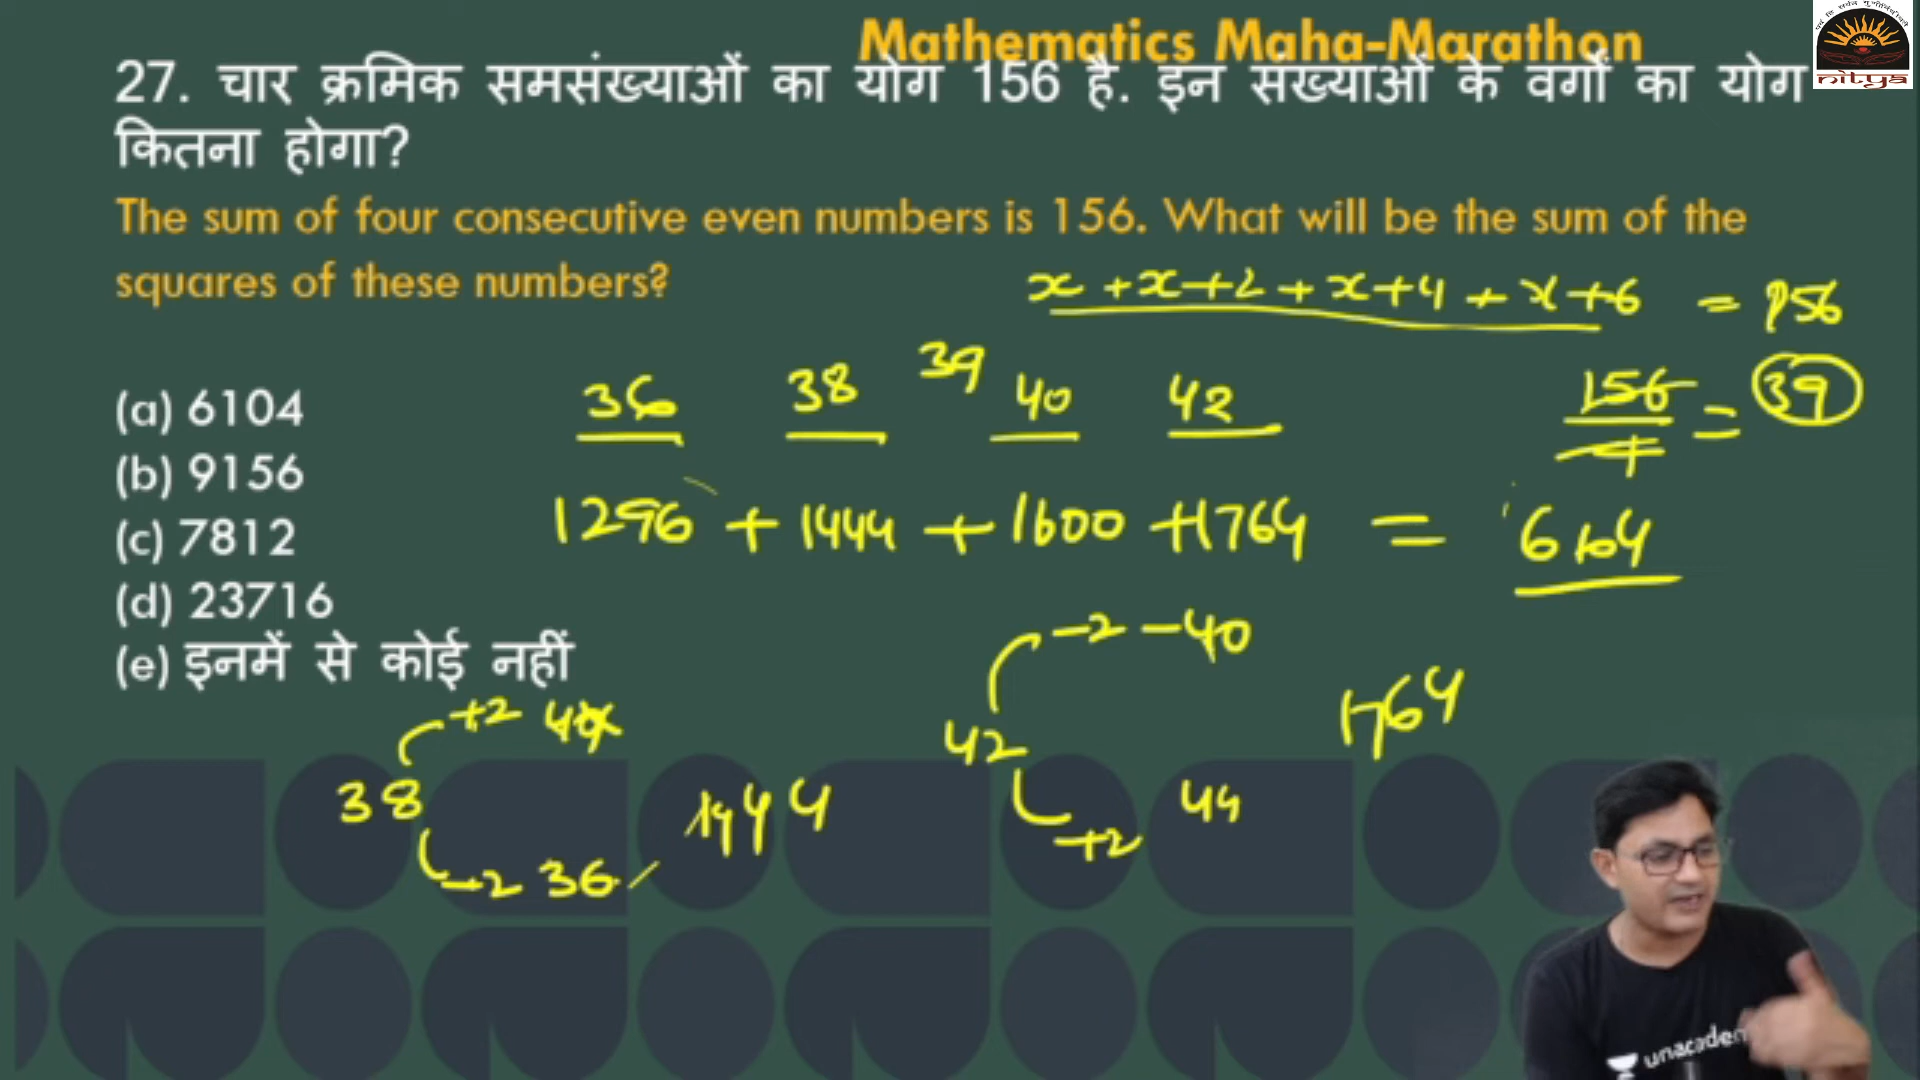 Mathematics Maha-Marathon
nitya
27. चार क्रमिक समसंख्याओं का योग 156 है. इन संख्याओं के वर्गों का योग
कितना होगा?
The sum of four consecutive even numbers is 156. What will be the sum of the
squares of these numbers?
x + x + 2 + x + 4 + x + 6 = 156
36 38 39 40 42
156/4 = 39
(a) 6104
(b) 9156
(c) 7812
(d) 23716
(e) इनमें से कोई नहीं
1296 + 1444 + 1600 + 1764 = 6104
-2 - 40
+2 40
42
1764
38
1444
44
+2
-2 36
unacadem